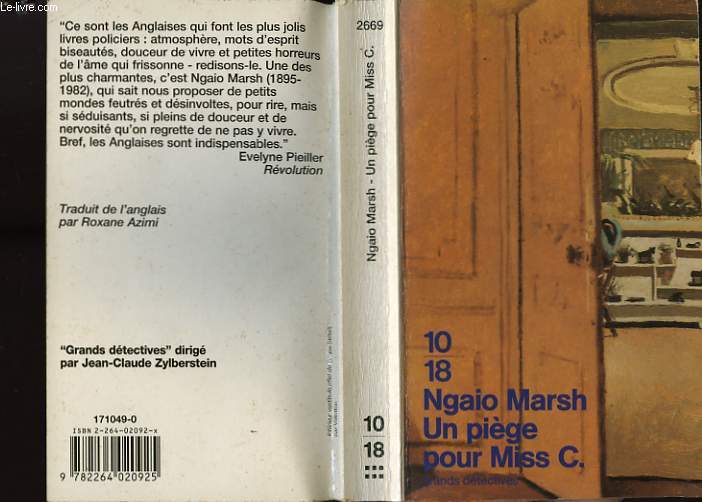 Le-livre.com
“Ce sont les Anglaises qui font les plus jolis
livres policiers : atmosphère, mots d’esprit
biseautés, douceur de vivre et petites horreurs
de l’âme qui frissonne - redisons-le. Une des
plus charmantes, c’est Ngaio Marsh (1895-
1982), qui sait nous proposer de petits
mondes feutrés et désinvoltes, pour rire, mais
si séduisants, si pleins de douceur et de
nervosité qu’on regrette de ne pas y vivre.
Bref, les Anglaises sont indispensables.”
Evelyne Pieiller
Révolution
Traduit de l’anglais
par Roxane Azimi
“Grands détectives” dirigé
par Jean-Claude Zylberstein
171049-0
ISBN 2-264-02092-x
9 782264 020925
2669
Ngaio Marsh - Un piège pour Miss C.
10
18
10
18
Ngaio Marsh
Un piège
pour Miss C.
grands détectives